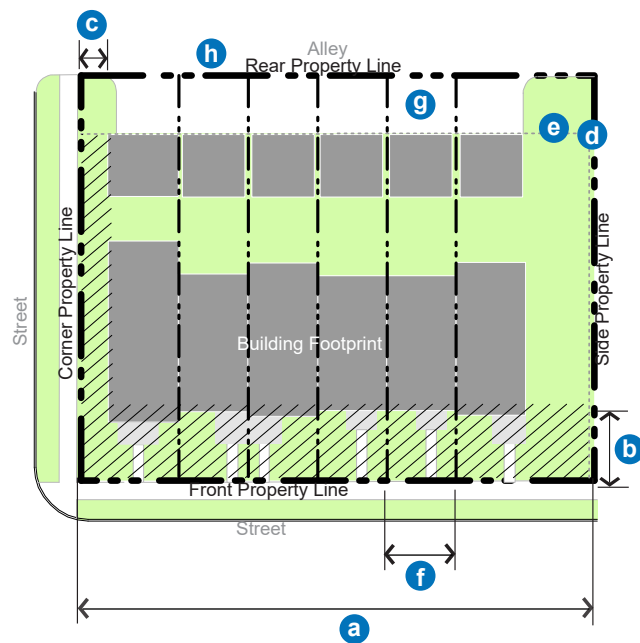 c
h
Alley
Rear Property Line
g
e
d
Corner Property Line
Street
Side Property Line
Building Footprint
b
Front Property Line
Street
f
a